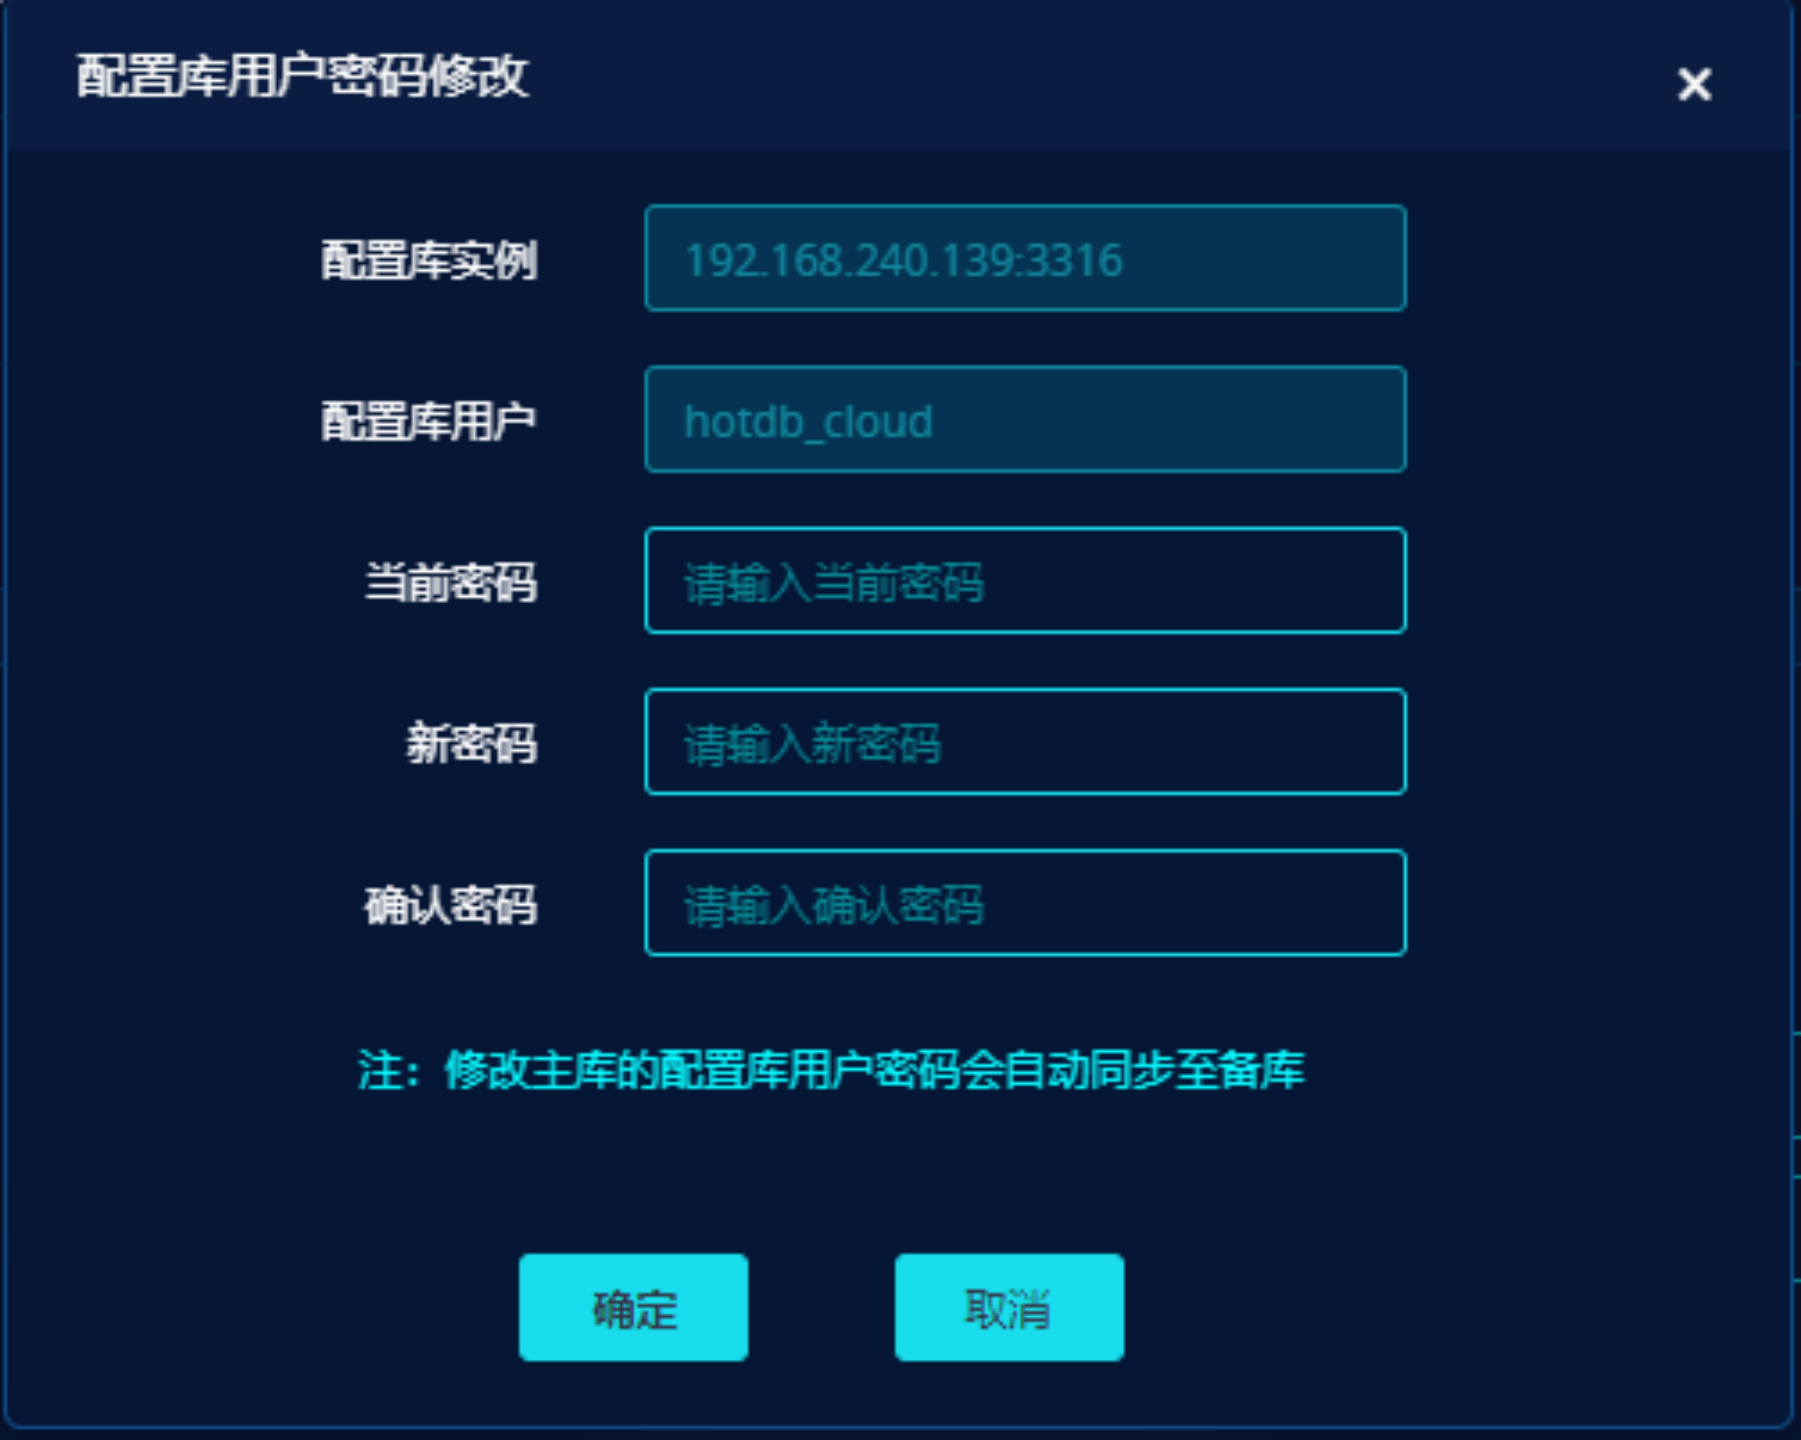 配置库用户密码修改
×
配置库实例 192.168.240.139:3316
配置库用户 hotdb_cloud
当前密码 请输入当前密码
新密码 请输入新密码
确认密码 请输入确认密码
注：修改主库的配置库用户密码会自动同步至备库
确定 取消